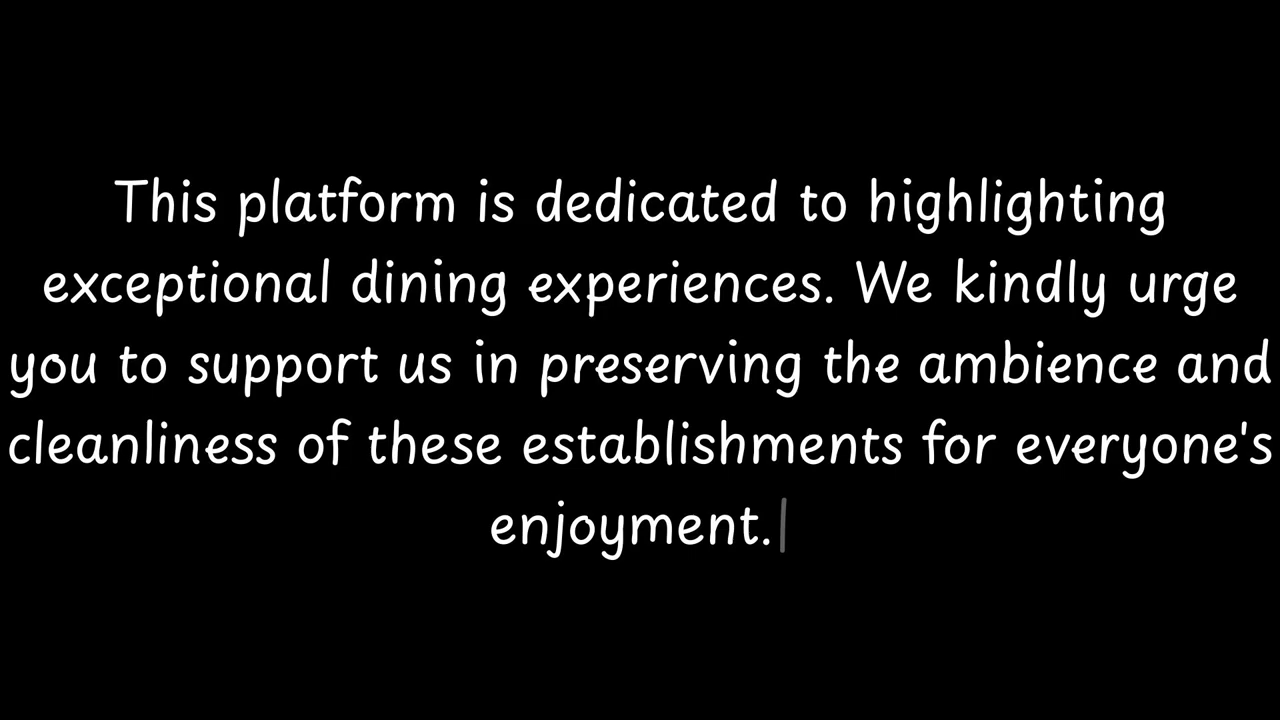 This platform is dedicated to highlighting
exceptional dining experiences. We kindly urge
you to support us in preserving the ambience and
cleanliness of these establishments for everyone's
enjoyment.